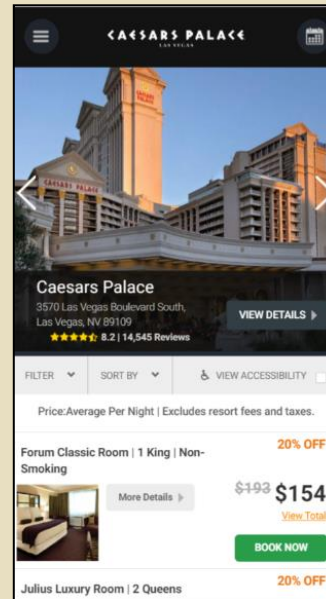 CAESARS PALACE
LAS VEGAS
CAESARS PALACE
Caesars Palace
3570 Las Vegas Boulevard South,
Las Vegas, NV 89109
8.2 | 14,545 Reviews
VIEW DETAILS
FILTER
SORT BY
VIEW ACCESSIBILITY
Price:Average Per Night | Excludes resort fees and taxes.
Forum Classic Room | 1 King | Non-
Smoking
20% OFF
More Details
$193 $154
View Total
BOOK NOW
Julius Luxury Room | 2 Queens
20% OFF